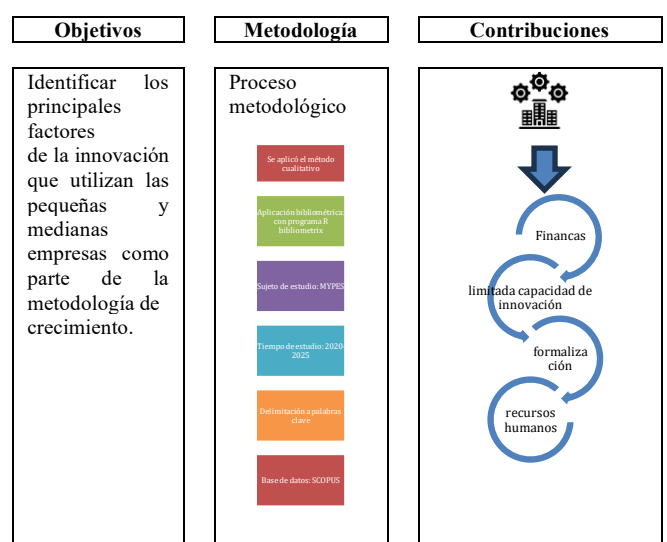 Objetivos
Metodología
Contribuciones
Identificar los
principales
factores
de la innovación
que utilizan las
pequeñas y
medianas
empresas como
parte de la
metodología de
crecimiento.
Proceso
metodológico
Se aplicó el método
cualitativo
Aplicación bibliométrica:
con programa R
bibliometrix
Sujeto de estudio: MYPES
Tiempo de estudio: 2020-
2025
Delimitación a palabras
clave
Base de datos: SCOPUS
Financas
limitada capacidad de
innovación
formaliza
ción
recursos
humanos